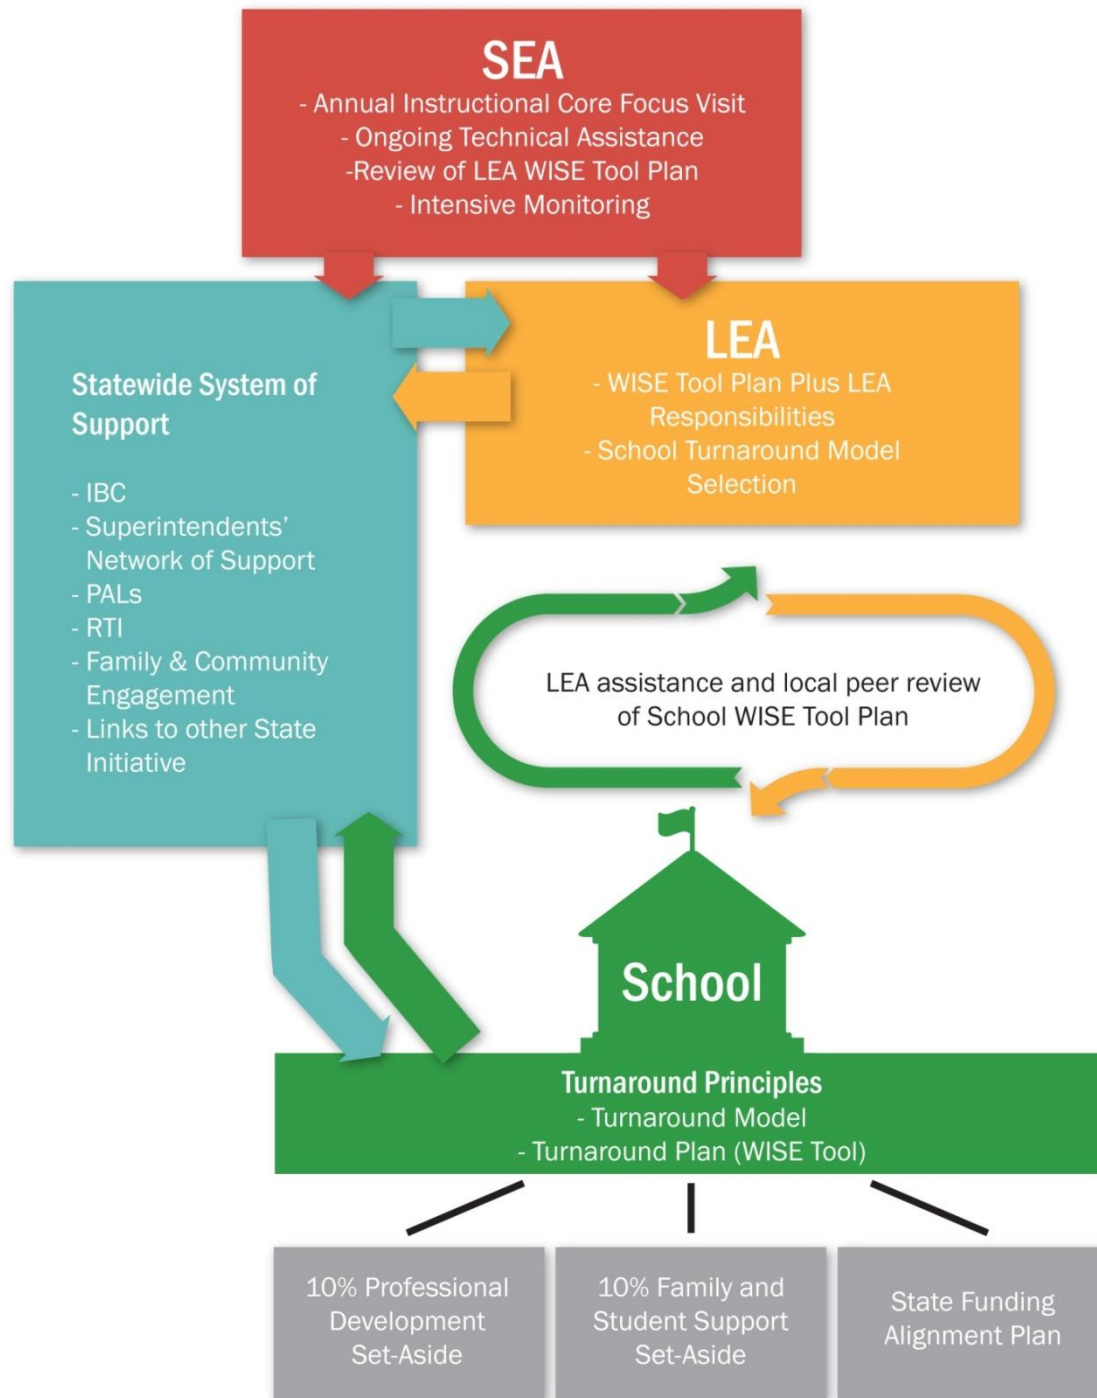 SEA
- Annual Instructional Core Focus Visit
- Ongoing Technical Assistance
-Review of LEA WISE Tool Plan
- Intensive Monitoring
Statewide System of
Support
- IBC
- Superintendents’
Network of Support
- PALs
- RTI
- Family & Community
Engagement
- Links to other State
Initiative
LEA
- WISE Tool Plan Plus LEA
Responsibilities
- School Turnaround Model
Selection
LEA assistance and local peer review
of School WISE Tool Plan
School
Turnaround Principles
- Turnaround Model
- Turnaround Plan (WISE Tool)
10% Professional
Development
Set-Aside
10% Family and
Student Support
Set-Aside
State Funding
Alignment Plan